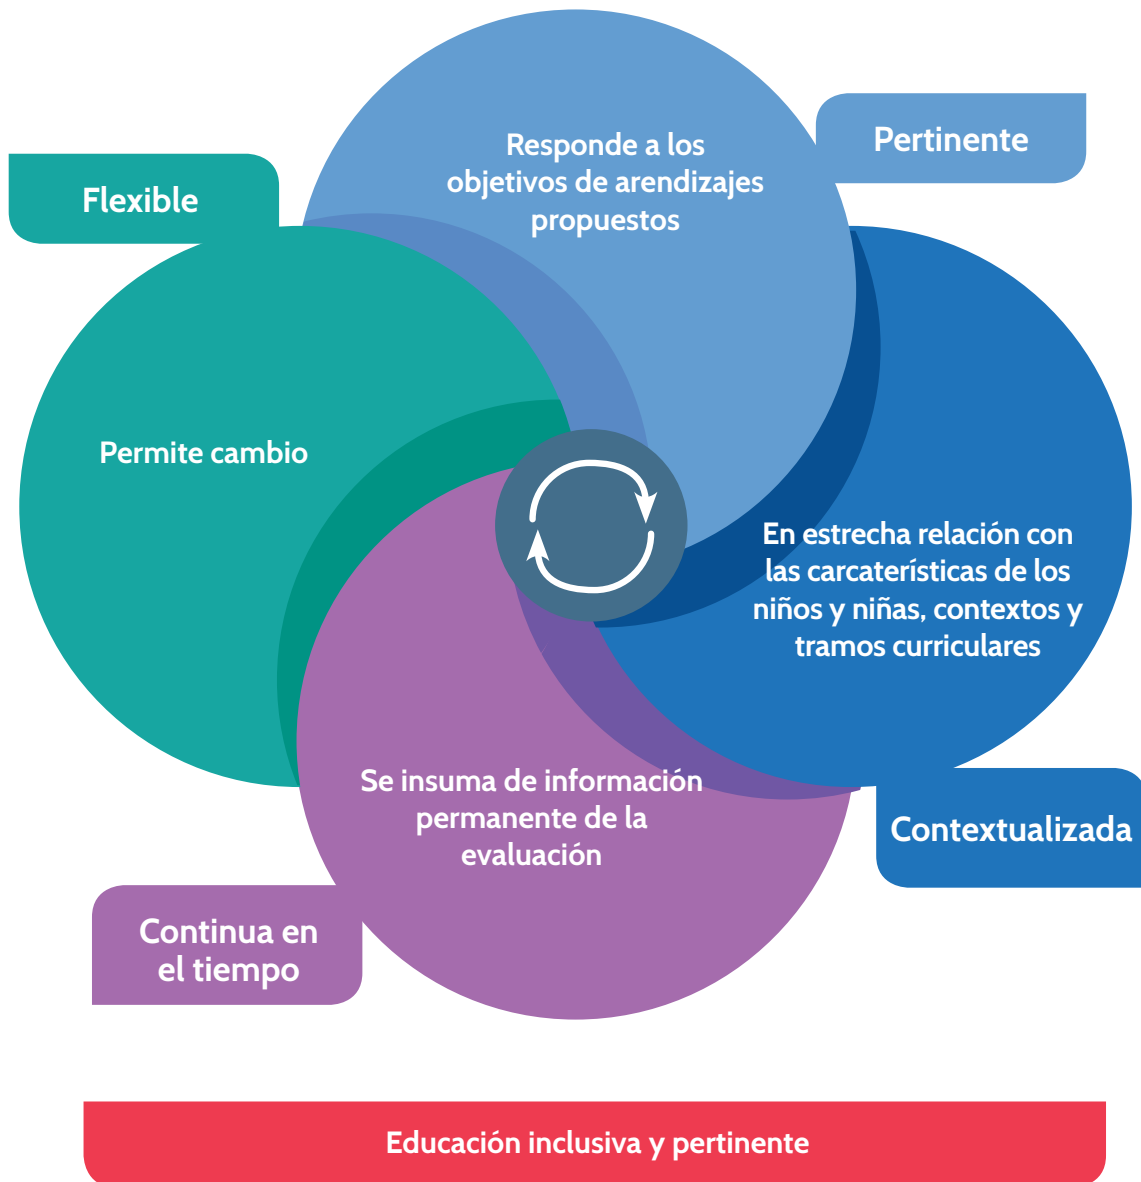 Pertinente
Responde a los
objetivos de arendizajes
propuestos
Flexible
Permite cambio
En estrecha relación con
las carcaterísticas de los
niños y niñas, contextos y
tramos curriculares
Contextualizada
Se insuma de información
permanente de la
evaluación
Continua en
el tiempo
Educación inclusiva y pertinente